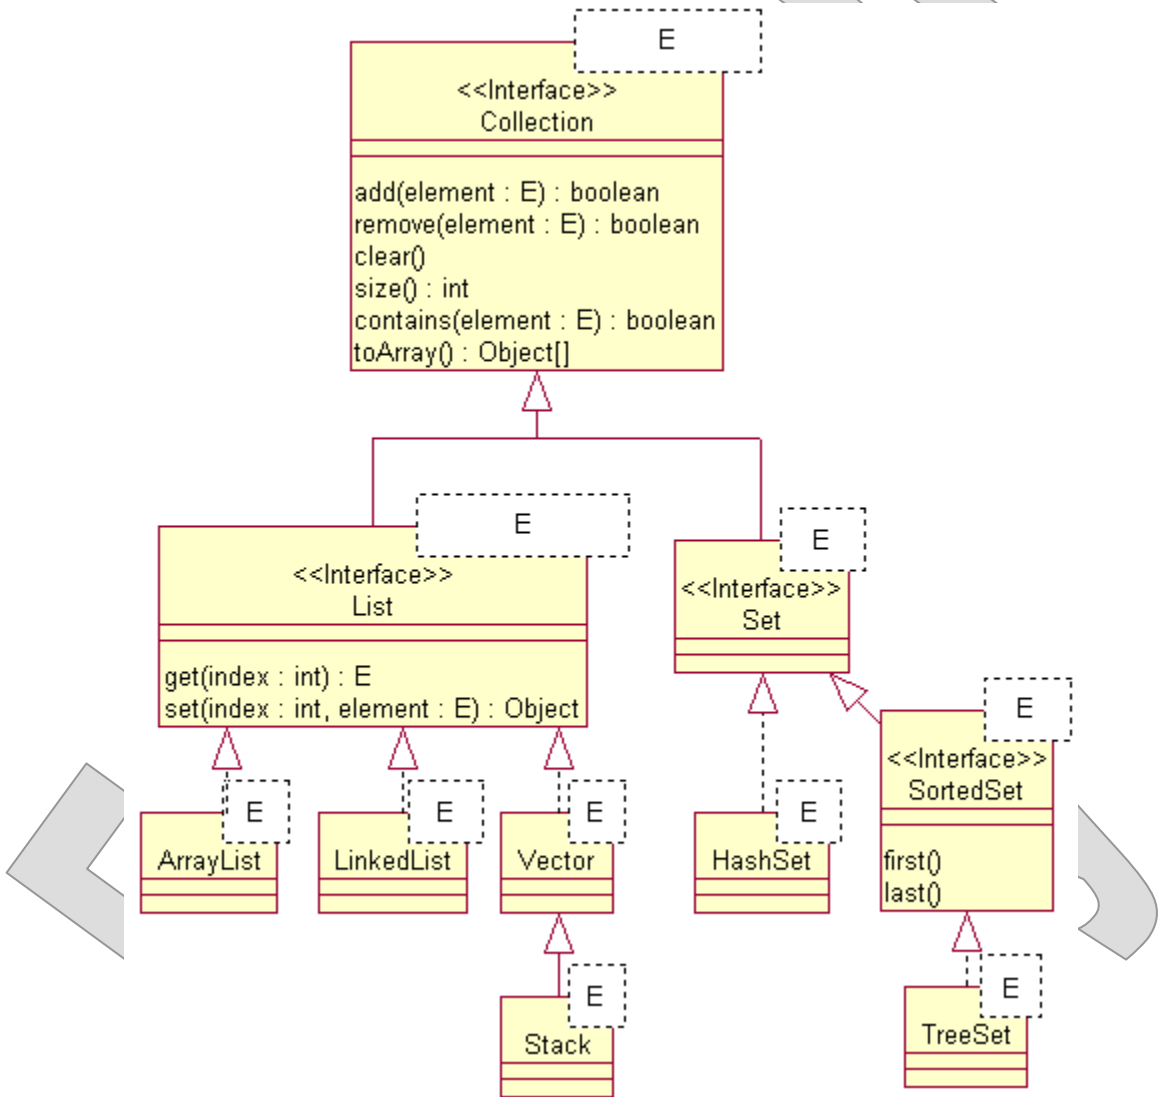 E
<<Interface>>
Collection
add(element : E) : boolean
remove(element : E) : boolean
clear()
size() : int
contains(element : E) : boolean
toArray() : Object[]
E
<<Interface>>
List
get(index : int) : E
set(index : int, element : E) : Object
E
<<Interface>>
Set
E
<<Interface>>
SortedSet
first()
last()
E
ArrayList
E
LinkedList
E
Vector
E
HashSet
E
Stack
E
TreeSet